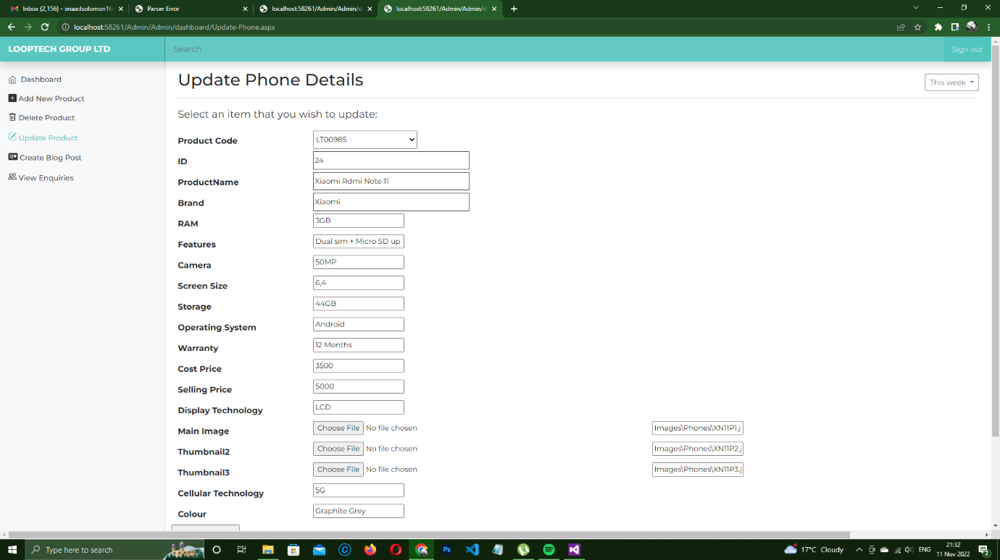 Inbox (2,156) - imaadsolomon16
Parser Error
localhost:58261/Admin/Admin/d
localhost:58261/Admin/Admin/d
localhost:58261/Admin/Admin/dashboard/Update-Phone.aspx
LOOPTECH GROUP LTD
Search
Sign out
Dashboard
Add New Product
Delete Product
Update Product
Create Blog Post
View Enquiries
Update Phone Details
This week
Select an item that you wish to update:
Product Code LT00985
ID 24
ProductName Xiaomi Rdmi Note 11
Brand Xiaomi
RAM 3GB
Features Dual sim + Micro SD up
Camera 50MP
Screen Size 6,4
Storage 44GB
Operating System Android
Warranty 12 Months
Cost Price 3500
Selling Price 5000
Display Technology LCD
Main Image Choose File No file chosen Images\Phones\XN11P1.j
Thumbnail2 Choose File No file chosen Images\Phones\XN11P2.j
Thumbnail3 Choose File No file chosen Images\Phones\XN11P3.j
Cellular Technology 5G
Colour Graphite Grey
Type here to search
Ps
17°C Cloudy
ENG
21:32
11 Nov 2022
2